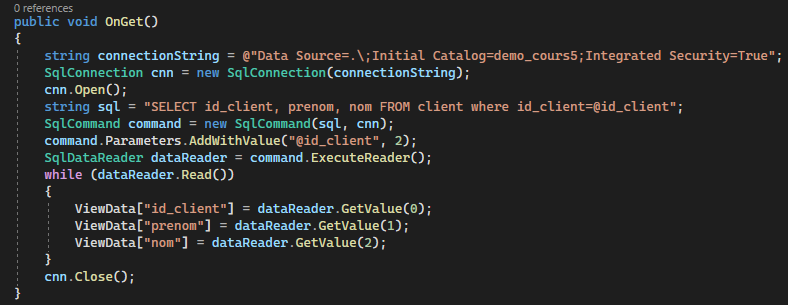 0 references
public void OnGet()
{
string connectionString = @"Data Source=.\;Initial Catalog=demo_cours5;Integrated Security=True";
SqlConnection cnn = new SqlConnection(connectionString);
cnn.Open();
string sql = "SELECT id_client, prenom, nom FROM client where id_client=@id_client";
SqlCommand command = new SqlCommand(sql, cnn);
command.Parameters.AddWithValue("@id_client", 2);
SqlDataReader dataReader = command.ExecuteReader();
while (dataReader.Read())
{
ViewData["id_client"] = dataReader.GetValue(0);
ViewData["prenom"] = dataReader.GetValue(1);
ViewData["nom"] = dataReader.GetValue(2);
}
cnn.Close();
}